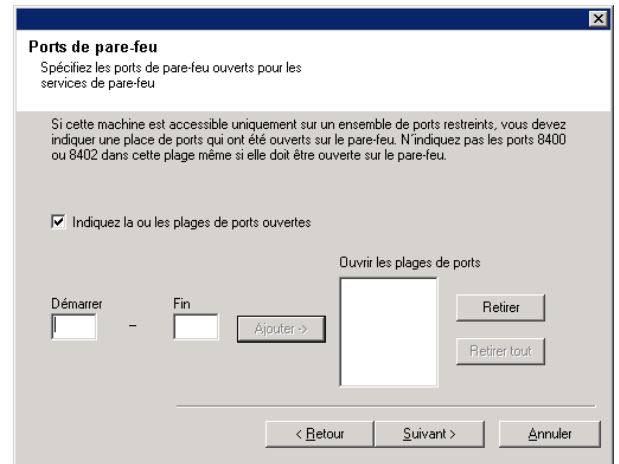 Ports de pare-feu
Spécifiez les ports de pare-feu ouverts pour les
services de pare-feu
Si cette machine est accessible uniquement sur un ensemble de ports restreints, vous devez
indiquer une place de ports qui ont été ouverts sur le pare-feu. N´indiquez pas les ports 8400
ou 8402 dans cette plage même si elle doit être ouverte sur le pare-feu.
Indiquez la ou les plages de ports ouvertes
Ouvrir les plages de ports
Démarrer
Fin
–
Ajouter ->
Retirer
Retirer tout
< Retour
Suivant >
Annuler